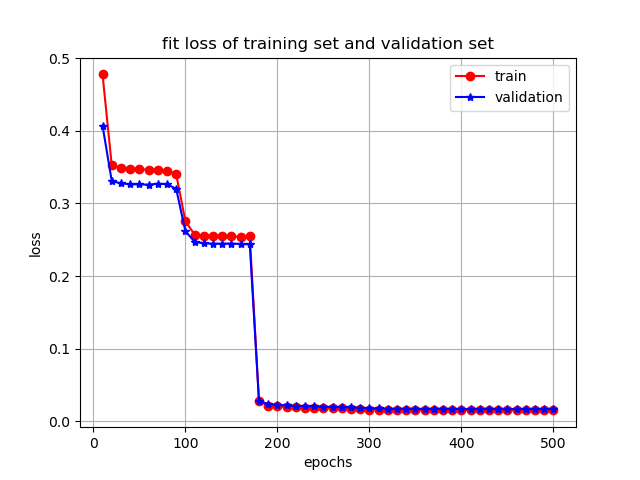 fit loss of training set and validation set
train
validation
0.5
0.4
0.3
0.2
0.1
0.0
loss
0 100 200 300 400 500
epochs